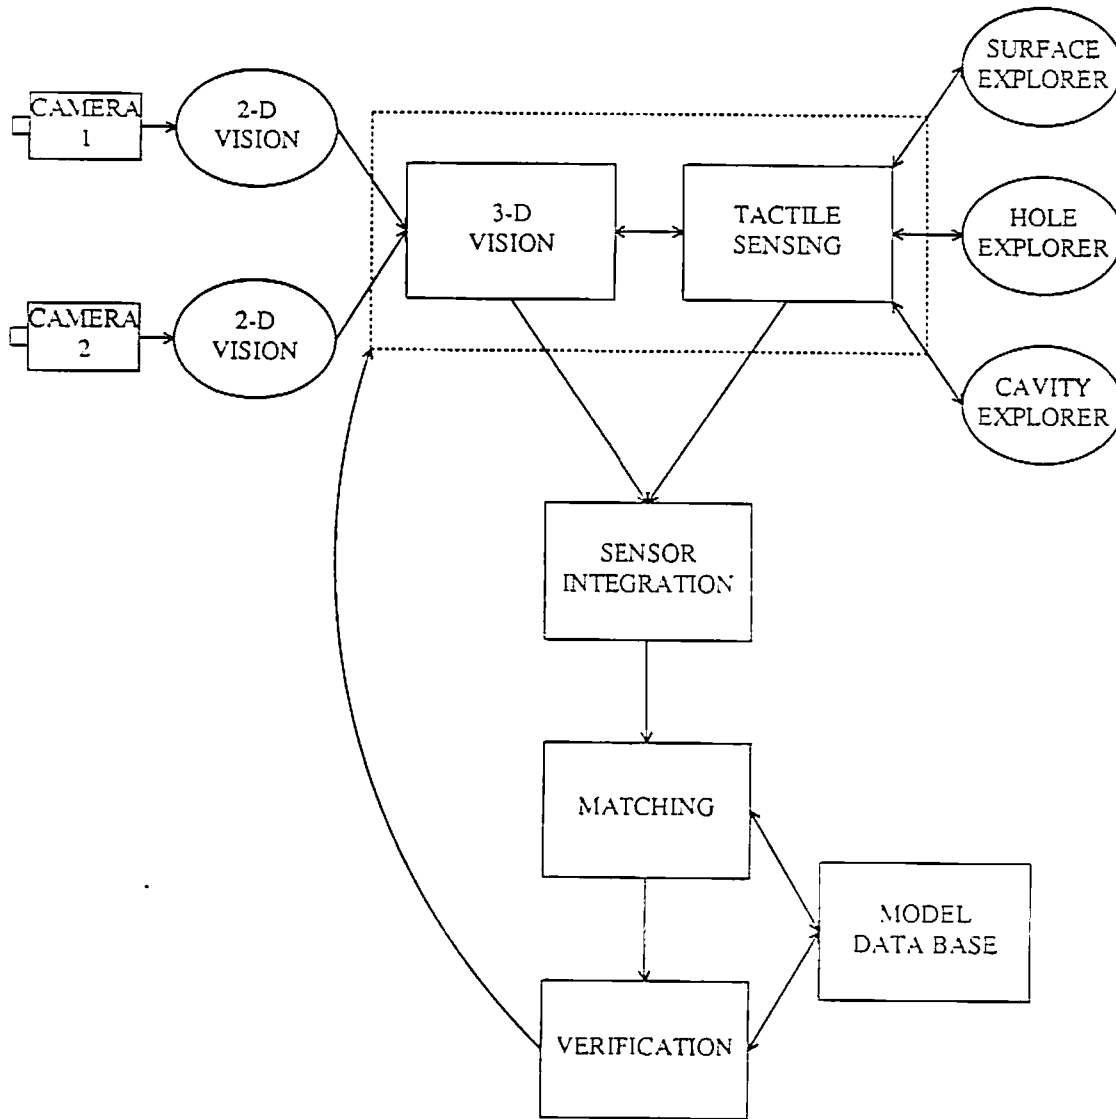 CAMERA
1
2-D
VISION
CAMERA
2
2-D
VISION
3-D
VISION
TACTILE
SENSING
SURFACE
EXPLORER
HOLE
EXPLORER
CAVITY
EXPLORER
SENSOR
INTEGRATION
MATCHING
MODEL
DATA BASE
VERIFICATION